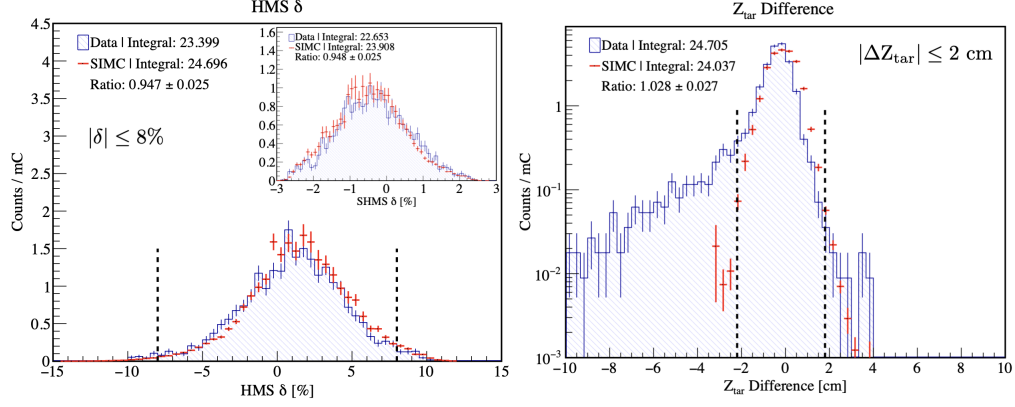 HMS δ
4.5
4
3.5
3
2.5
2
1.5
1
0.5
0
Counts / mC
Data | Integral: 23.399
SIMC | Integral: 24.696
Ratio: 0.947 ± 0.025
|δ| ≤ 8%
1.6
1.4
1.2
1
0.8
0.6
0.4
0.2
0
Data | Integral: 22.653
SIMC | Integral: 23.908
Ratio: 0.948 ± 0.025
−3 −2 −1 0 1 2 3
SHMS δ [%]
−15 −10 −5 0 5 10 15
HMS δ [%]
Z_tar Difference
Data | Integral: 24.705
SIMC | Integral: 24.037
Ratio: 1.028 ± 0.027
|ΔZ_tar| ≤ 2 cm
Counts / mC
1
10⁻¹
10⁻²
10⁻³
−10 −8 −6 −4 −2 0 2 4 6 8 10
Z_tar Difference [cm]